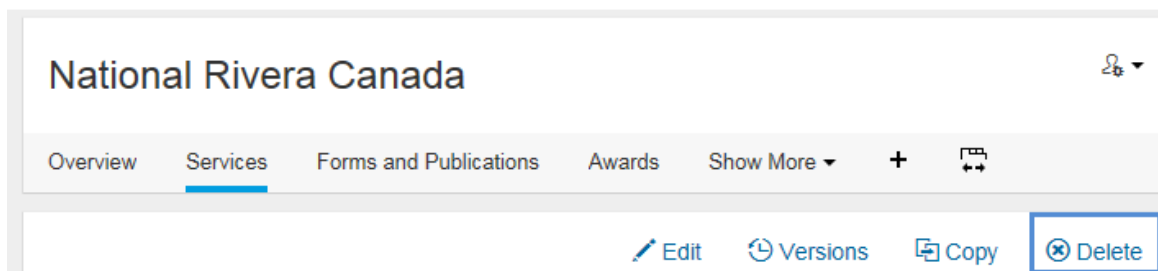 National Rivera Canada
Overview Services Forms and Publications Awards Show More
Edit Versions Copy Delete